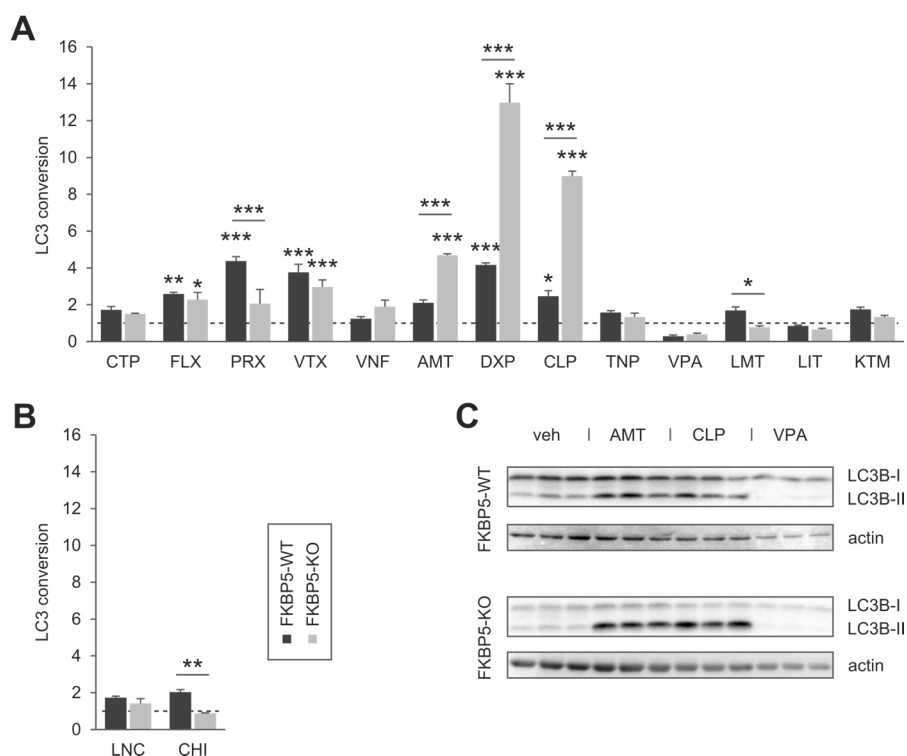 A
16
14
12
10
8
6
4
2
0
LC3 conversion
***
***
***
***
***
***
***
***
***
***
***
***
**
*
*
*
CTP FLX PRX VTX VNF AMT DXP CLP TNP VPA LMT LIT KTM
B
16
14
12
10
8
6
4
2
0
LC3 conversion
**
LNC CHI
FKBP5-WT
FKBP5-KO
C
veh | AMT | CLP | VPA
FKBP5-WT
LC3B-I
LC3B-II
actin
FKBP5-KO
LC3B-I
LC3B-II
actin